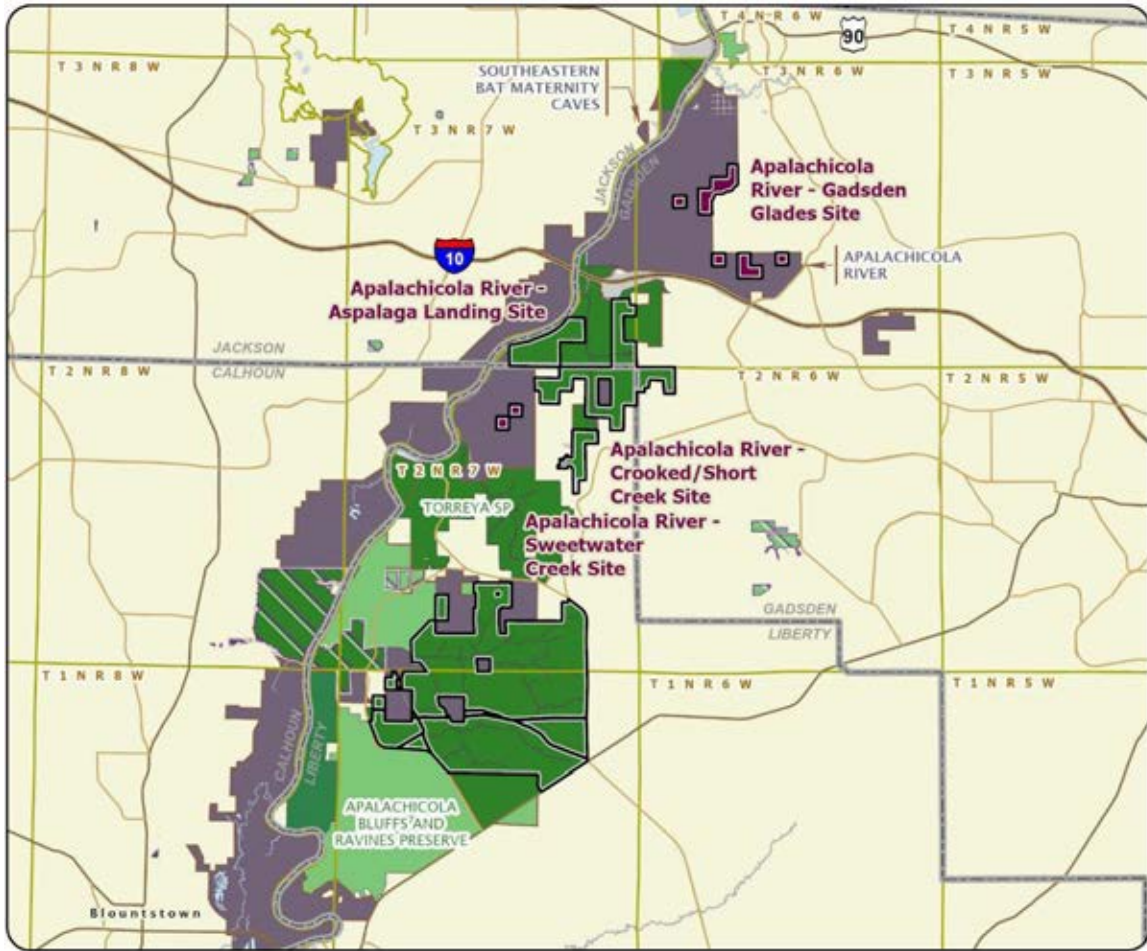 T 4 N R 6 W
90
T 4 N R 5 W
T 3 N R 8 W
T 3 N R 6 W
T 3 N R 5 W
SOUTHEASTERN
BAT MATERNITY
CAVES
T 3 N R 7 W
JACKSON
GADSDEN
Apalachicola
River - Gadsden
Glades Site
10
APALACHICOLA
RIVER
Apalachicola River -
Aspalaga Landing Site
JACKSON
CALHOUN
T 2 N R 8 W
T 2 N R 6 W
T 2 N R 5 W
Apalachicola River -
Crooked/Short
Creek Site
T 2 N R 7 W
TORREYA SP
Apalachicola River -
Sweetwater
Creek Site
GADSDEN
LIBERTY
T 1 N R 8 W
T 1 N R 6 W
T 1 N R 5 W
CALHOUN
LIBERTY
APALACHICOLA
BLUFFS AND
RAVINES PRESERVE
Blountstown